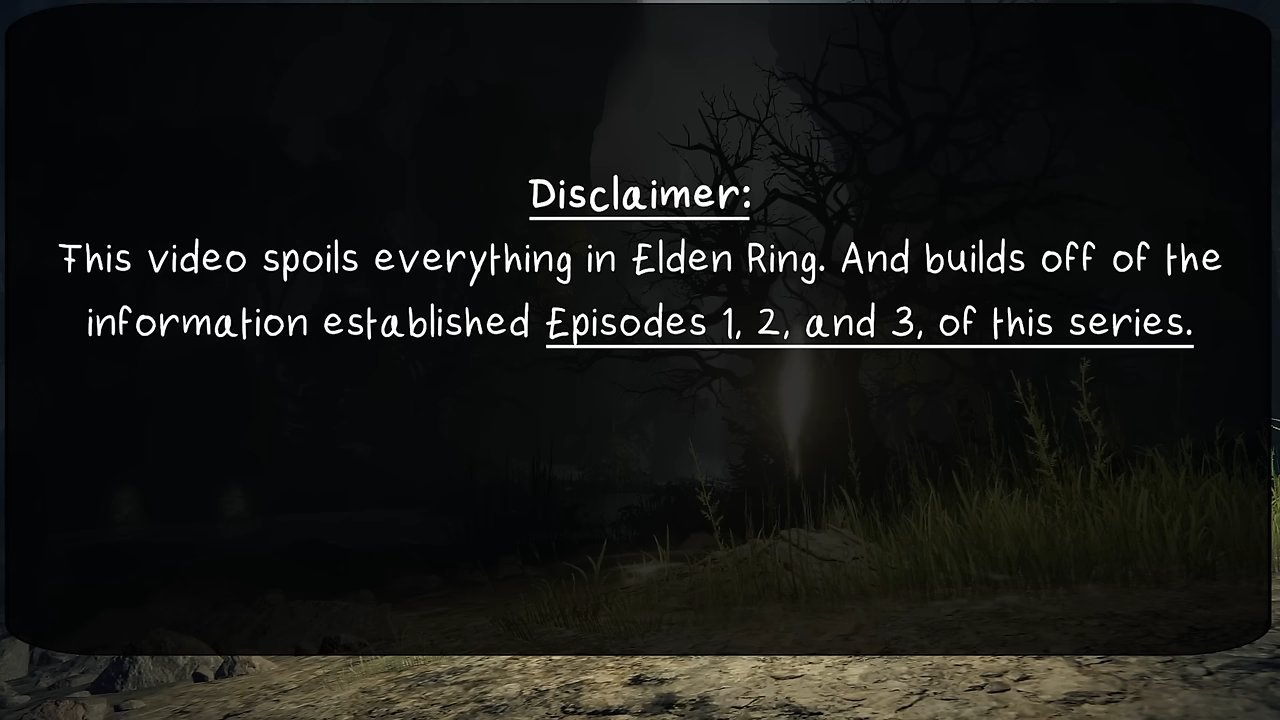 Disclaimer:
This video spoils everything in Elden Ring. And builds off of the
information established Episodes 1, 2, and 3, of this series.